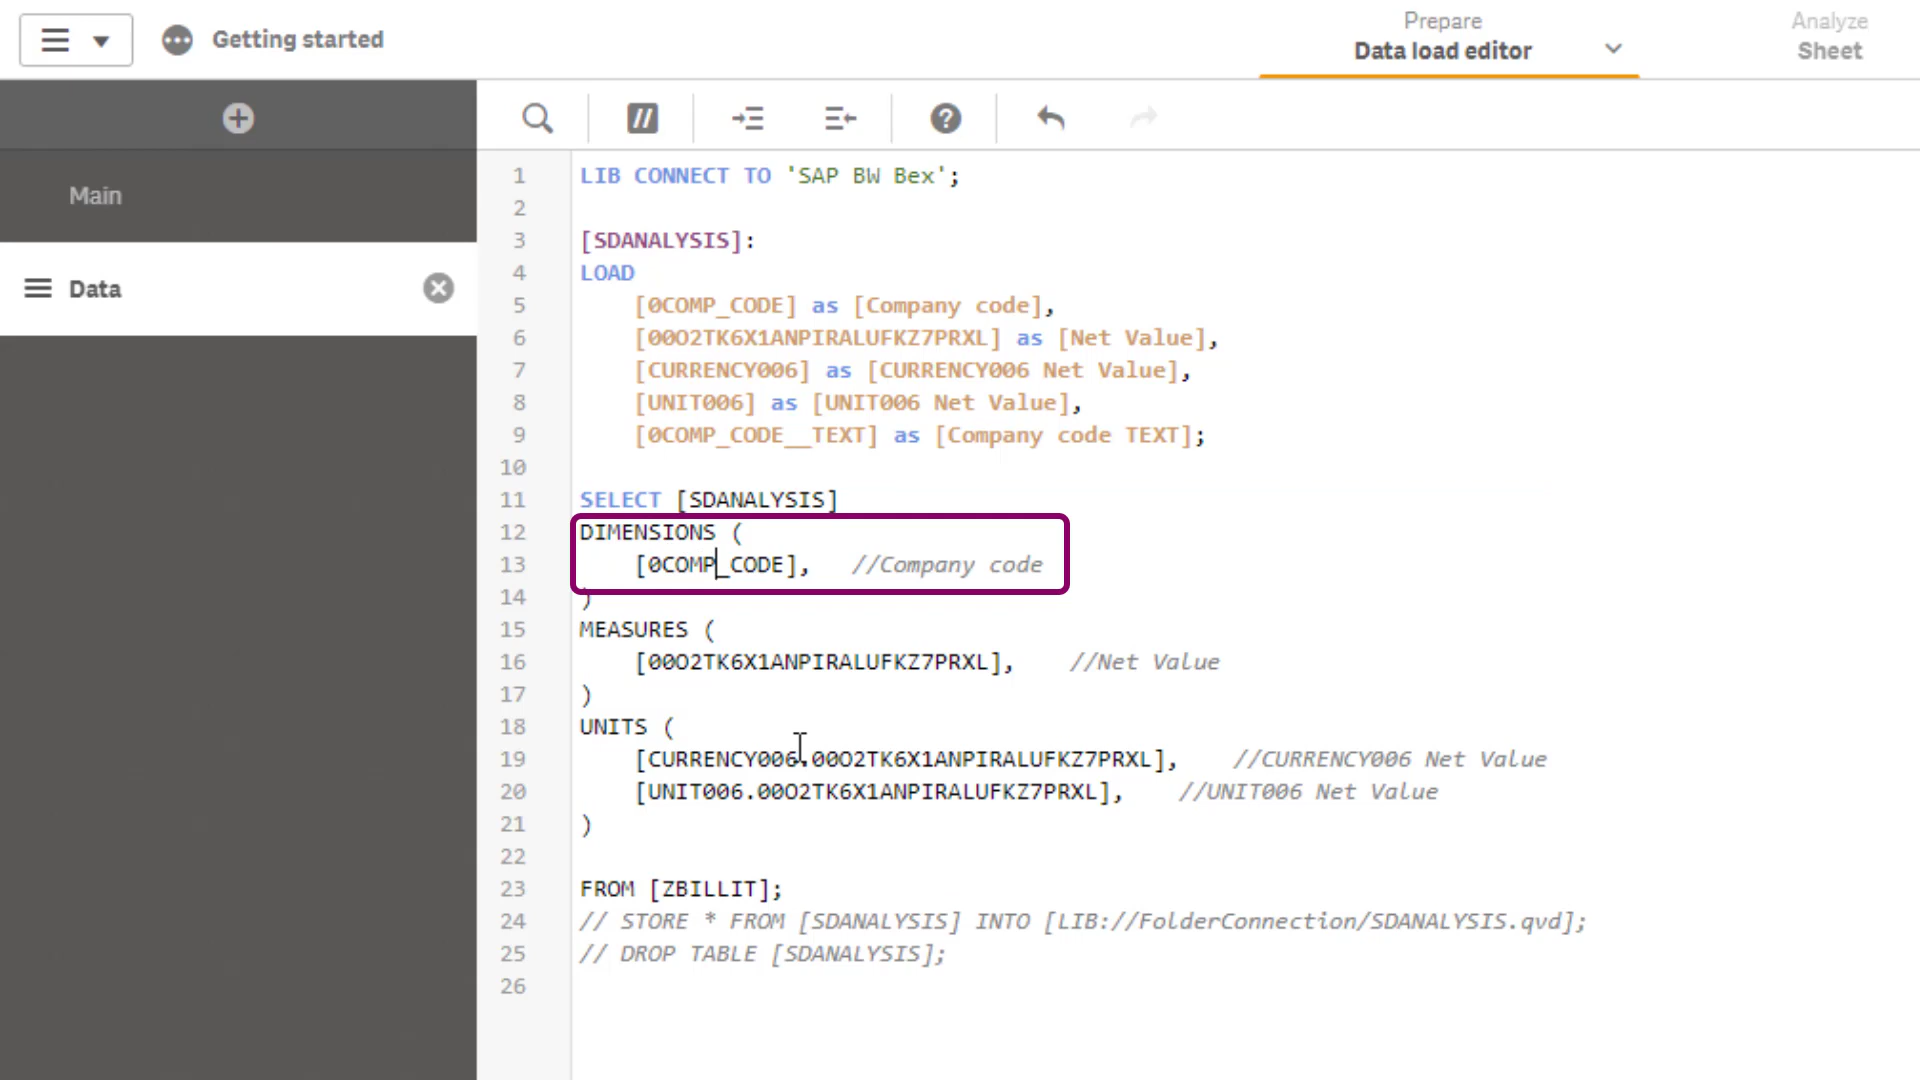 Getting started
Prepare
Data load editor
Analyze
Sheet
Main
Data
1 LIB CONNECT TO 'SAP BW Bex';
2
3 [SDANALYSIS]:
4 LOAD
5 [0COMP_CODE] as [Company code],
6 [00O2TK6X1ANPIRALUFKZ7PRXL] as [Net Value],
7 [CURRENCY006] as [CURRENCY006 Net Value],
8 [UNIT006] as [UNIT006 Net Value],
9 [0COMP_CODE__TEXT] as [Company code TEXT];
10
11 SELECT [SDANALYSIS]
12 DIMENSIONS (
13 [0COMP_CODE], //Company code
14 )
15 MEASURES (
16 [00O2TK6X1ANPIRALUFKZ7PRXL], //Net Value
17 )
18 UNITS (
19 [CURRENCY006.00O2TK6X1ANPIRALUFKZ7PRXL], //CURRENCY006 Net Value
20 [UNIT006.00O2TK6X1ANPIRALUFKZ7PRXL], //UNIT006 Net Value
21 )
22
23 FROM [ZBILLIT];
24 // STORE * FROM [SDANALYSIS] INTO [LIB://FolderConnection/SDANALYSIS.qvd];
25 // DROP TABLE [SDANALYSIS];
26